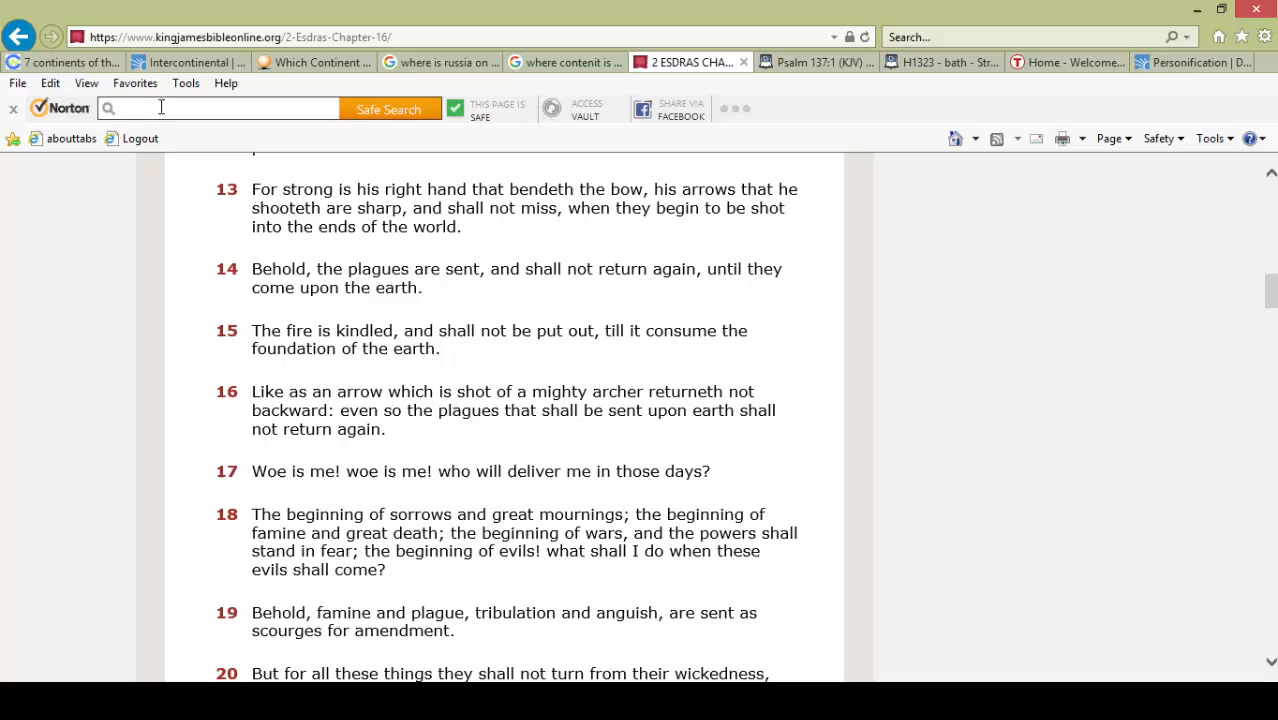 https://www.kingjamesbibleonline.org/2-Esdras-Chapter-16/
Search...
7 continents of th...
Intercontinental | ...
Which Continent ...
where is russia on ...
where contenit is ...
2 ESDRAS CHA...
Psalm 137:1 (KJV) ...
H1323 - bath - Str...
Home - Welcome...
Personification | D...
File Edit View Favorites Tools Help
x Norton Safe Search THIS PAGE IS SAFE ACCESS VAULT SHARE VIA FACEBOOK
abouttabs Logout Page Safety Tools
13 For strong is his right hand that bendeth the bow, his arrows that he
shooteth are sharp, and shall not miss, when they begin to be shot
into the ends of the world.
14 Behold, the plagues are sent, and shall not return again, until they
come upon the earth.
15 The fire is kindled, and shall not be put out, till it consume the
foundation of the earth.
16 Like as an arrow which is shot of a mighty archer returneth not
backward: even so the plagues that shall be sent upon earth shall
not return again.
17 Woe is me! woe is me! who will deliver me in those days?
18 The beginning of sorrows and great mournings; the beginning of
famine and great death; the beginning of wars, and the powers shall
stand in fear; the beginning of evils! what shall I do when these
evils shall come?
19 Behold, famine and plague, tribulation and anguish, are sent as
scourges for amendment.
20 But for all these things they shall not turn from their wickedness,